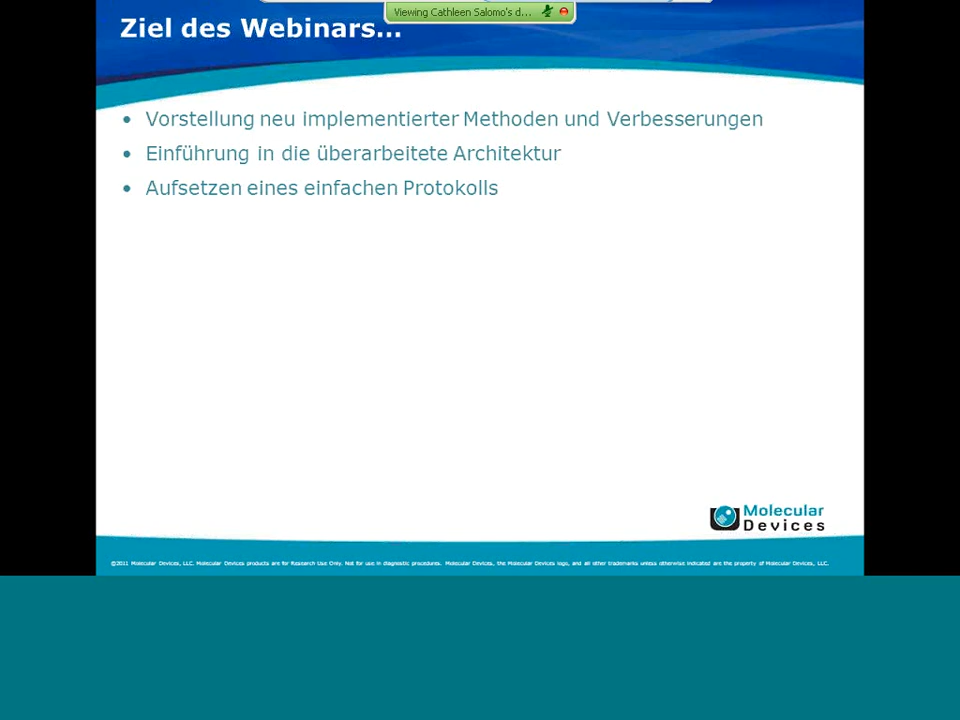 Viewing Cathleen Salomo's d...
Ziel des Webinars...
• Vorstellung neu implementierter Methoden und Verbesserungen
• Einführung in die überarbeitete Architektur
• Aufsetzen eines einfachen Protokolls
Molecular
Devices
©2011 Molecular Devices, LLC. Molecular Devices products are for Research Use Only. Not for use in diagnostic procedures. Molecular Devices, the Molecular Devices logo, and all other trademarks unless otherwise indicated are the property of Molecular Devices, LLC.